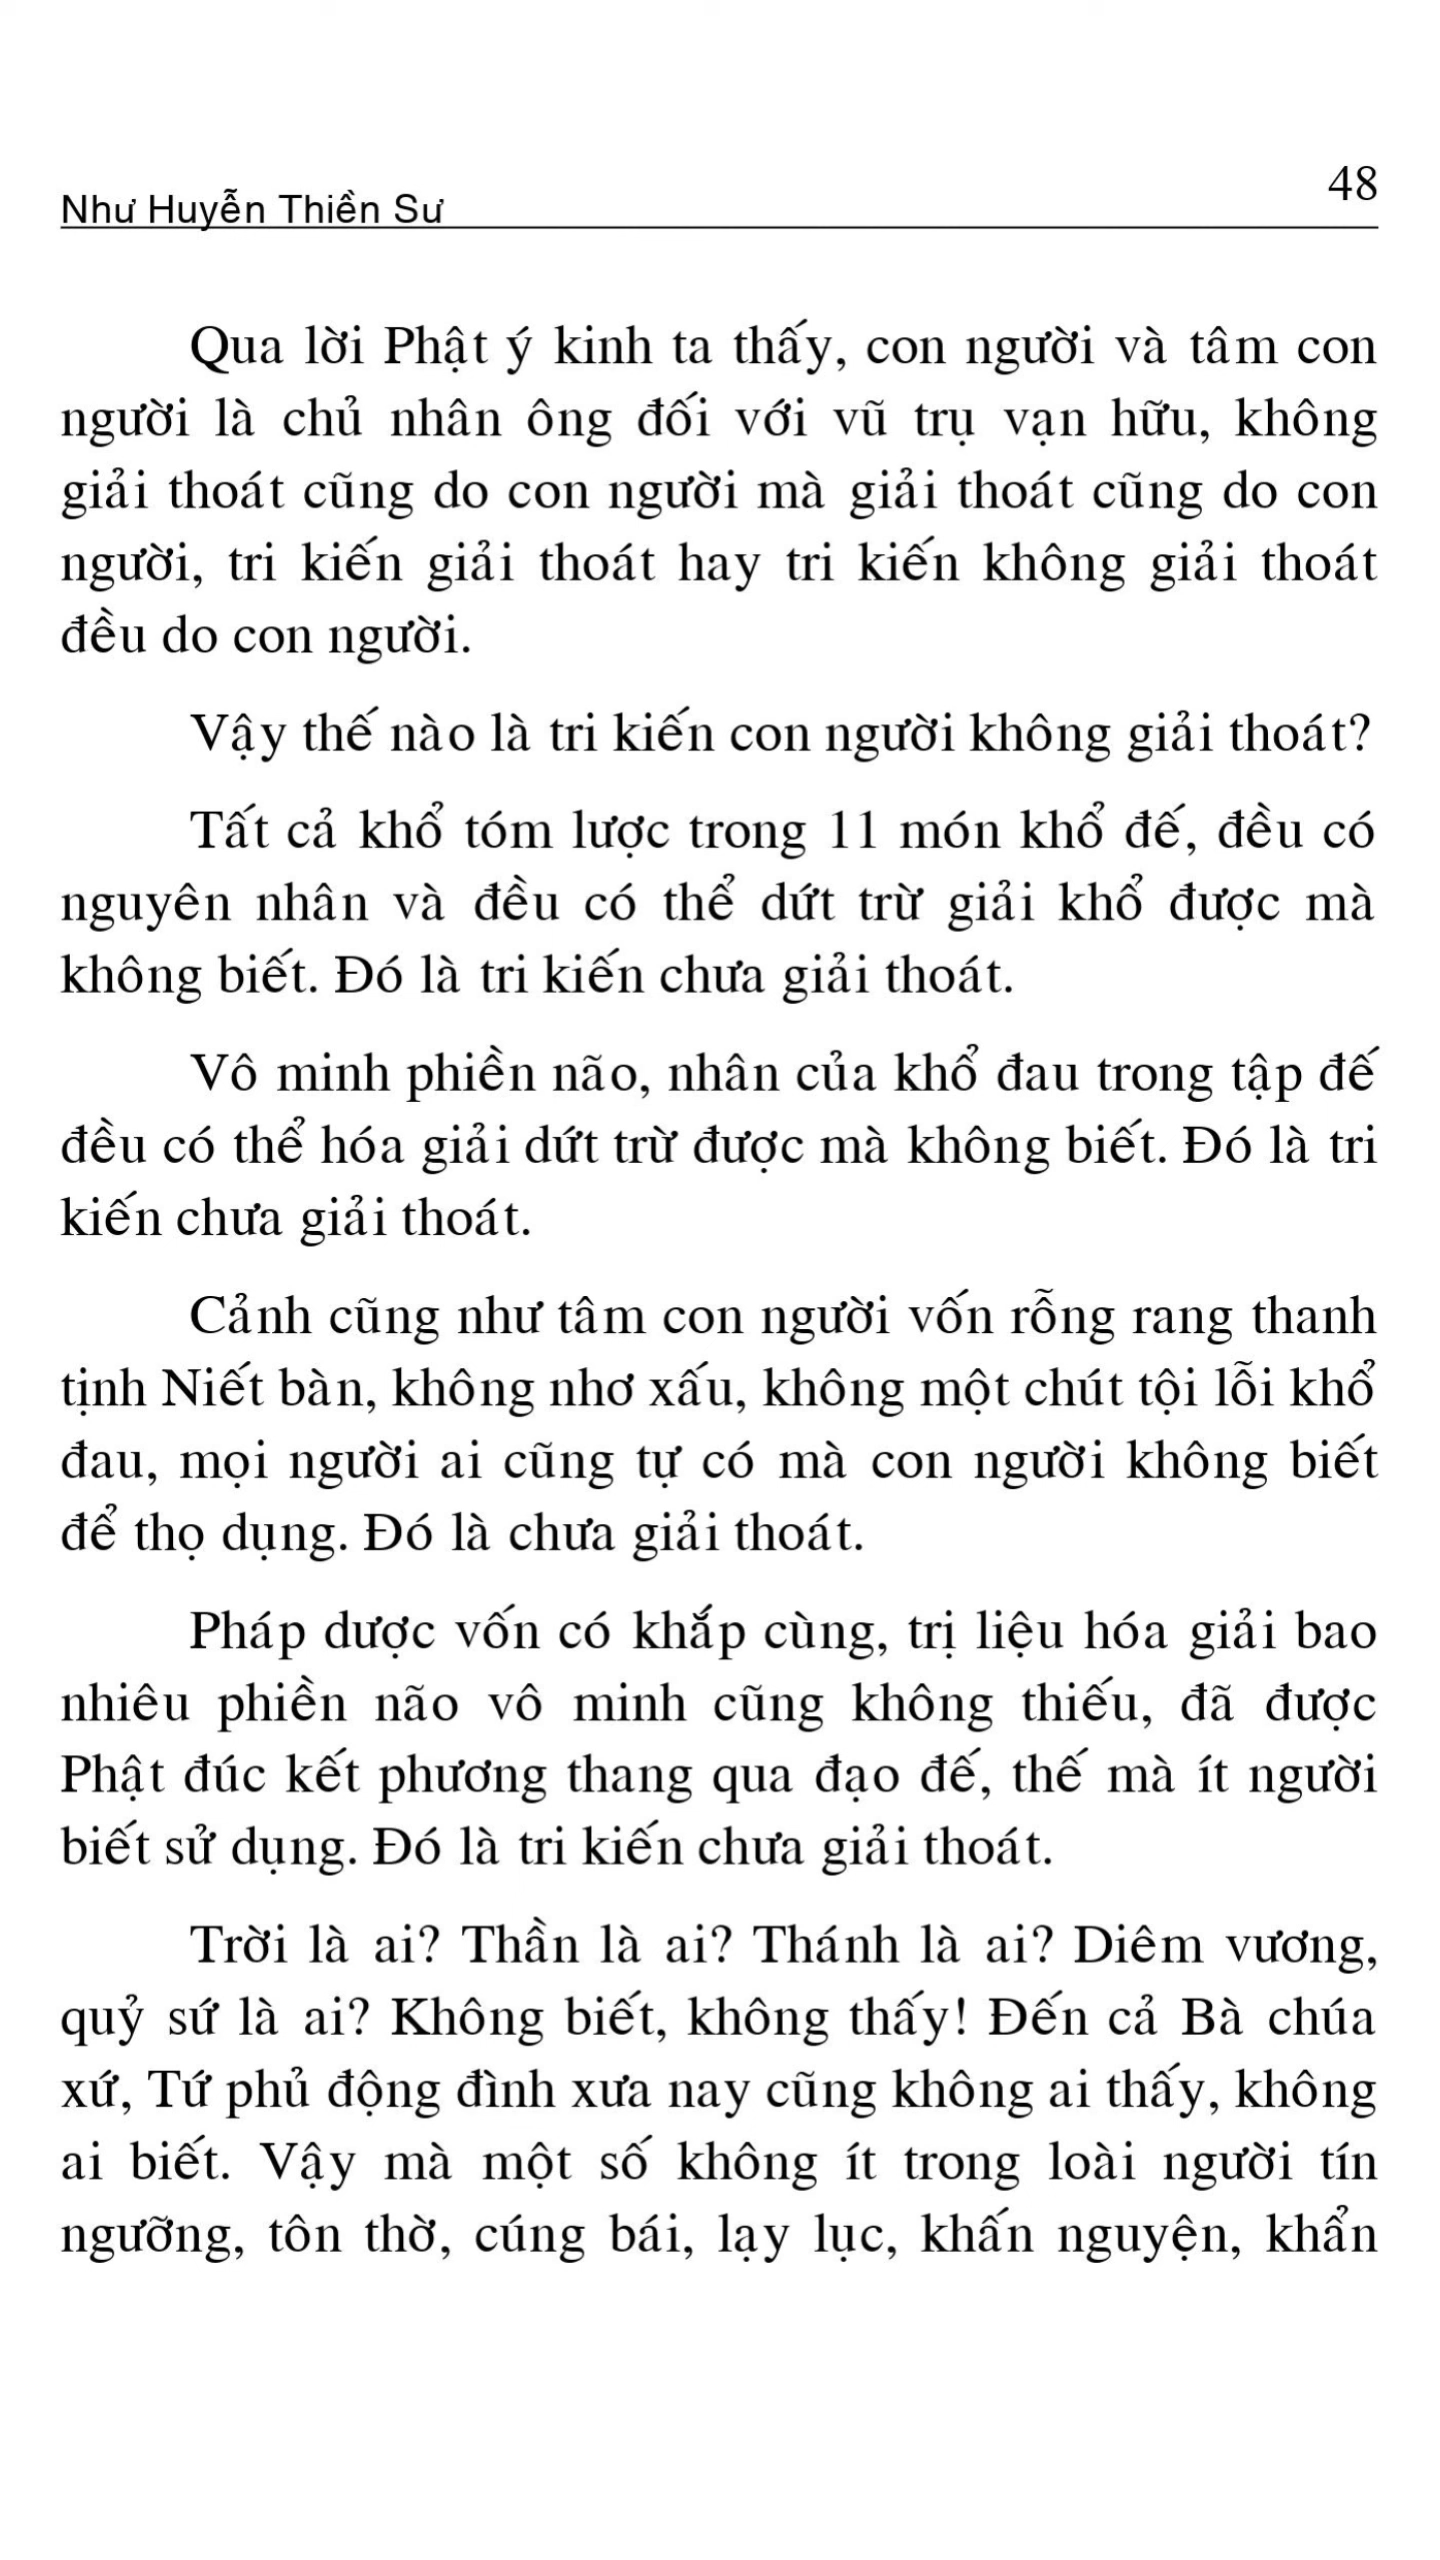 Như Huyễn Thiền Sư 48
Qua lời Phật ý kinh ta thấy, con người và tâm con
người là chủ nhân ông đối với vũ trụ vạn hữu, không
giải thoát cũng do con người mà giải thoát cũng do con
người, tri kiến giải thoát hay tri kiến không giải thoát
đều do con người.
Vậy thế nào là tri kiến con người không giải thoát?
Tất cả khổ tóm lược trong 11 món khổ đế, đều có
nguyên nhân và đều có thể dứt trừ giải khổ được mà
không biết. Đó là tri kiến chưa giải thoát.
Vô minh phiền não, nhân của khổ đau trong tập đế
đều có thể hóa giải dứt trừ được mà không biết. Đó là tri
kiến chưa giải thoát.
Cảnh cũng như tâm con người vốn rỗng rang thanh
tịnh Niết bàn, không nhơ xấu, không một chút tội lỗi khổ
đau, mọi người ai cũng tự có mà con người không biết
để thọ dụng. Đó là chưa giải thoát.
Pháp dược vốn có khắp cùng, trị liệu hóa giải bao
nhiêu phiền não vô minh cũng không thiếu, đã được
Phật đúc kết phương thang qua đạo đế, thế mà ít người
biết sử dụng. Đó là tri kiến chưa giải thoát.
Trời là ai? Thần là ai? Thánh là ai? Diêm vương,
quỷ sứ là ai? Không biết, không thấy! Đến cả Bà chúa
xứ, Tứ phủ động đình xưa nay cũng không ai thấy, không
ai biết. Vậy mà một số không ít trong loài người tín
ngưỡng, tôn thờ, cúng bái, lạy lục, khấn nguyện, khẩn